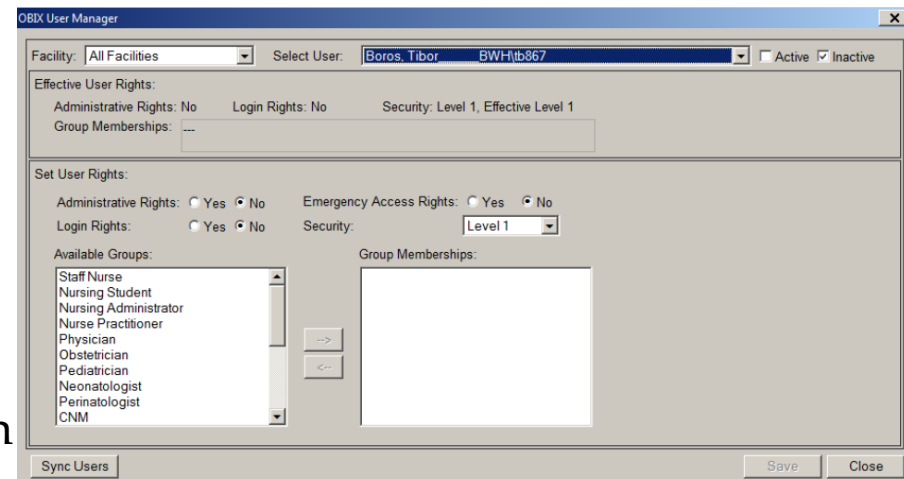 OBIX User Manager
Facility: All Facilities Select User: Boros, Tibor______BWH\tb867 Active Inactive
Effective User Rights:
Administrative Rights: No Login Rights: No Security: Level 1, Effective Level 1
Group Memberships: ---
Set User Rights:
Administrative Rights: Yes No Emergency Access Rights: Yes No
Login Rights: Yes No Security: Level 1
Available Groups: Group Memberships:
Staff Nurse
Nursing Student
Nursing Administrator
Nurse Practitioner
Physician
-->
Obstetrician
Pediatrician
<--
Neonatologist
Perinatologist
CNM
Sync Users Save Close